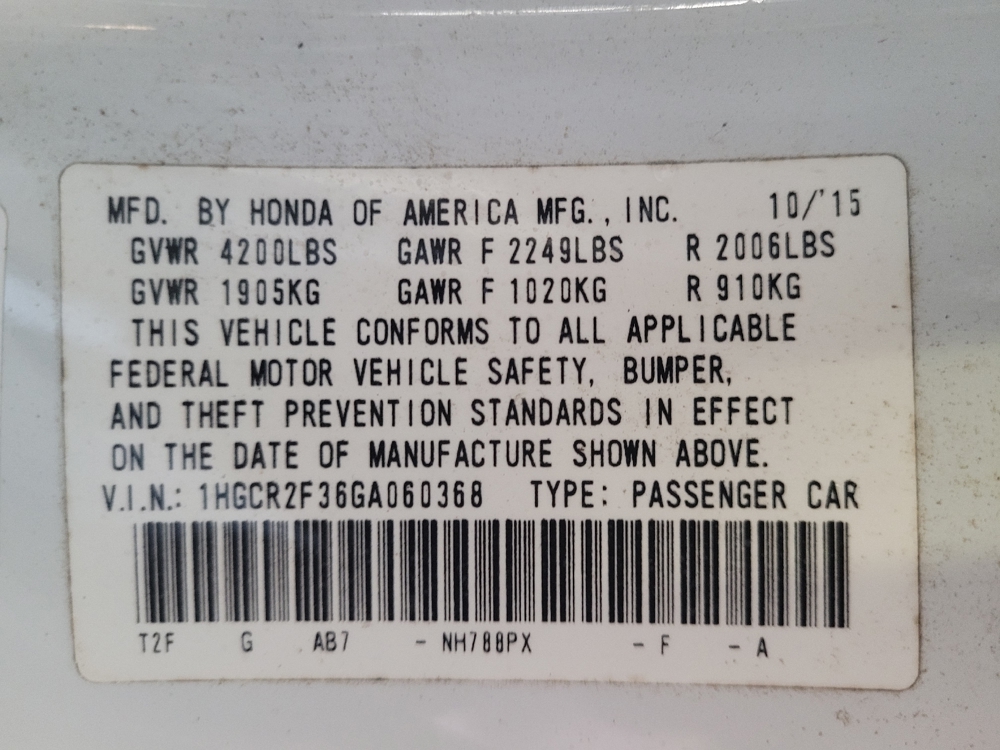 MFD. BY HONDA OF AMERICA MFG., INC. 10/'15
GVWR 4200LBS GAWR F 2249LBS R 2006LBS
GVWR 1905KG GAWR F 1020KG R 910KG
THIS VEHICLE CONFORMS TO ALL APPLICABLE
FEDERAL MOTOR VEHICLE SAFETY, BUMPER,
AND THEFT PREVENTION STANDARDS IN EFFECT
ON THE DATE OF MANUFACTURE SHOWN ABOVE.
V.I.N.: 1HGCR2F36GA060368 TYPE: PASSENGER CAR
T2F G AB7 - NH788PX - F - A